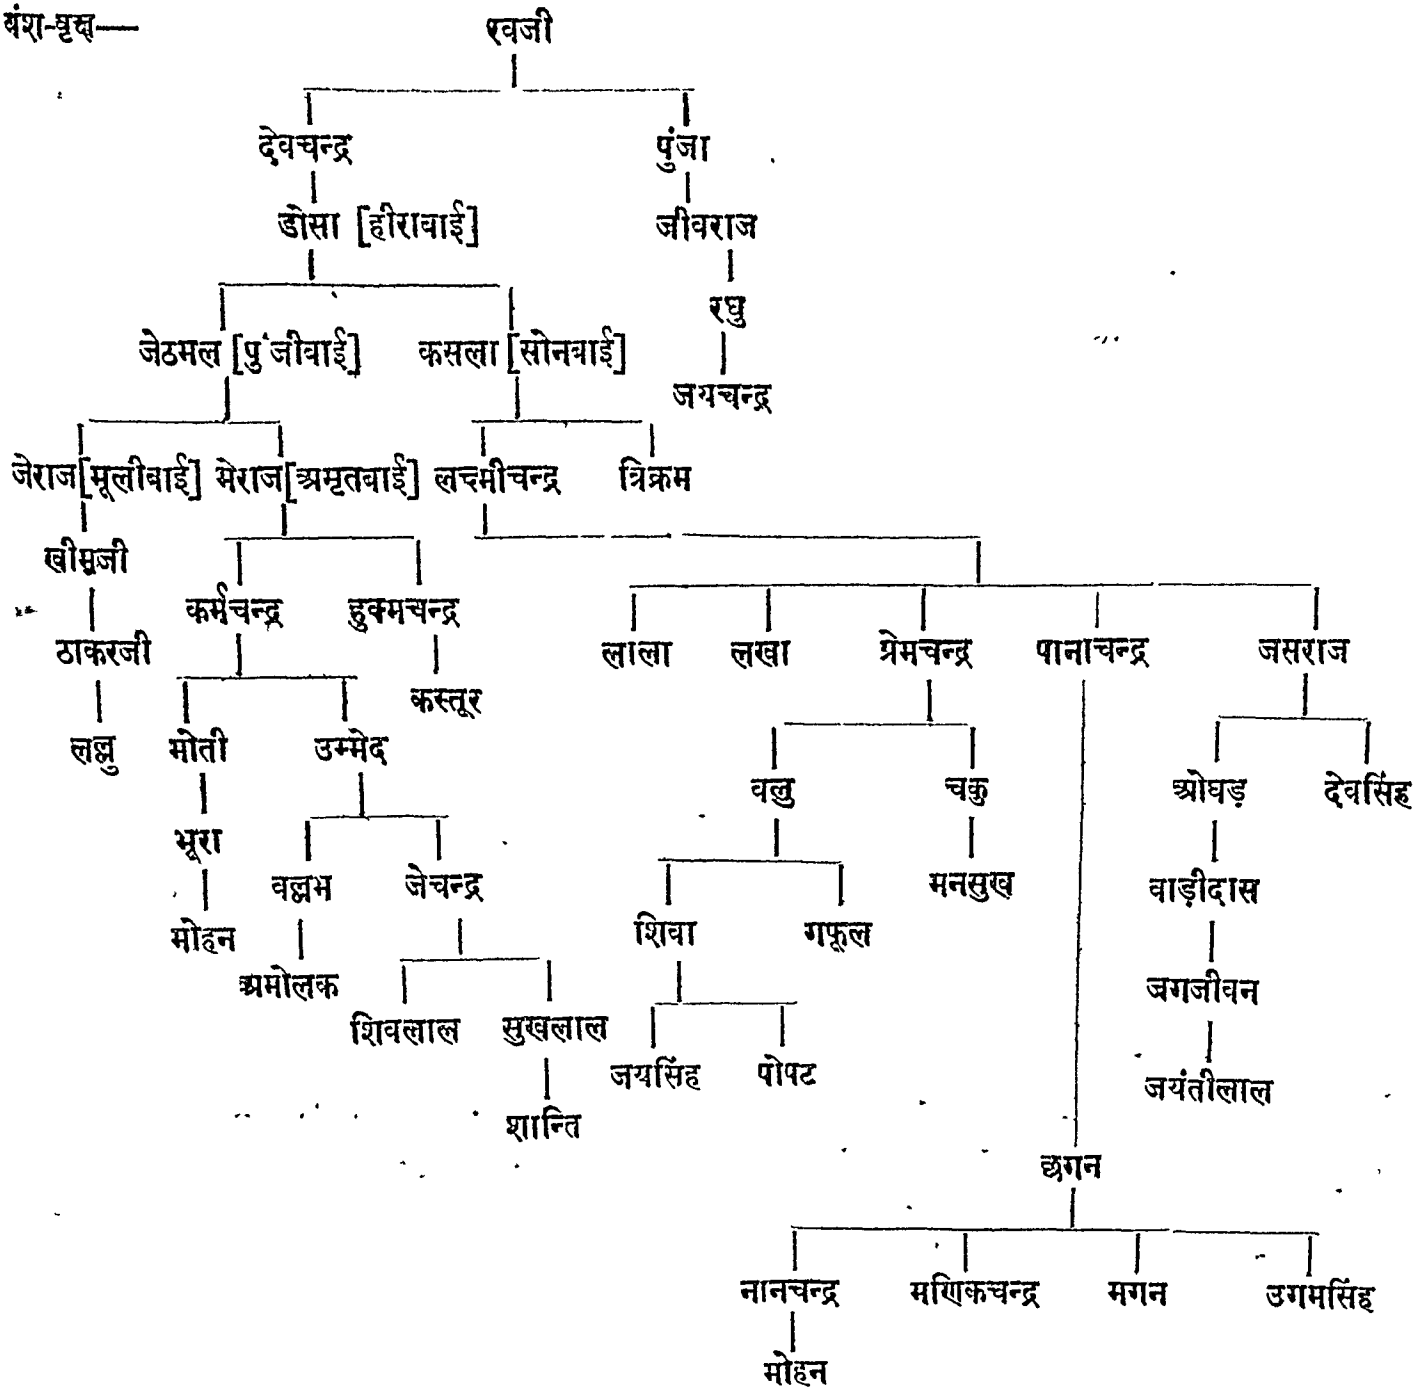 वंश-वृक्ष—
रवजी
देवचन्द्र पुंजा
डोसा [हीराबाई] जीवराज
रघु
जेठमल [पुंजीबाई] कसला [सोनबाई]
जयचन्द्र
जेराज[मूलीबाई] मेराज[अमृतबाई] लक्ष्मीचन्द्र त्रिक्रम
खीमजी
कर्मचन्द्र हुक्मचन्द्र
ठाकरजी लाला लखा प्रेमचन्द्र पानाचन्द्र जसराज
कस्तूर
लल्लु मोती उम्मेद
वलु चकु ओघड़ देवसिंह
भूरा
वल्लभ जेचन्द्र मनसुख वाड़ीदास
मोहन शिवा गफूल
अमोलक जगजीवन
शिवलाल सुखलाल
जयसिंह पोपट जयंतीलाल
शान्ति
छगन
नानचन्द्र मणिकचन्द्र मगन उगमसिंह
मोहन